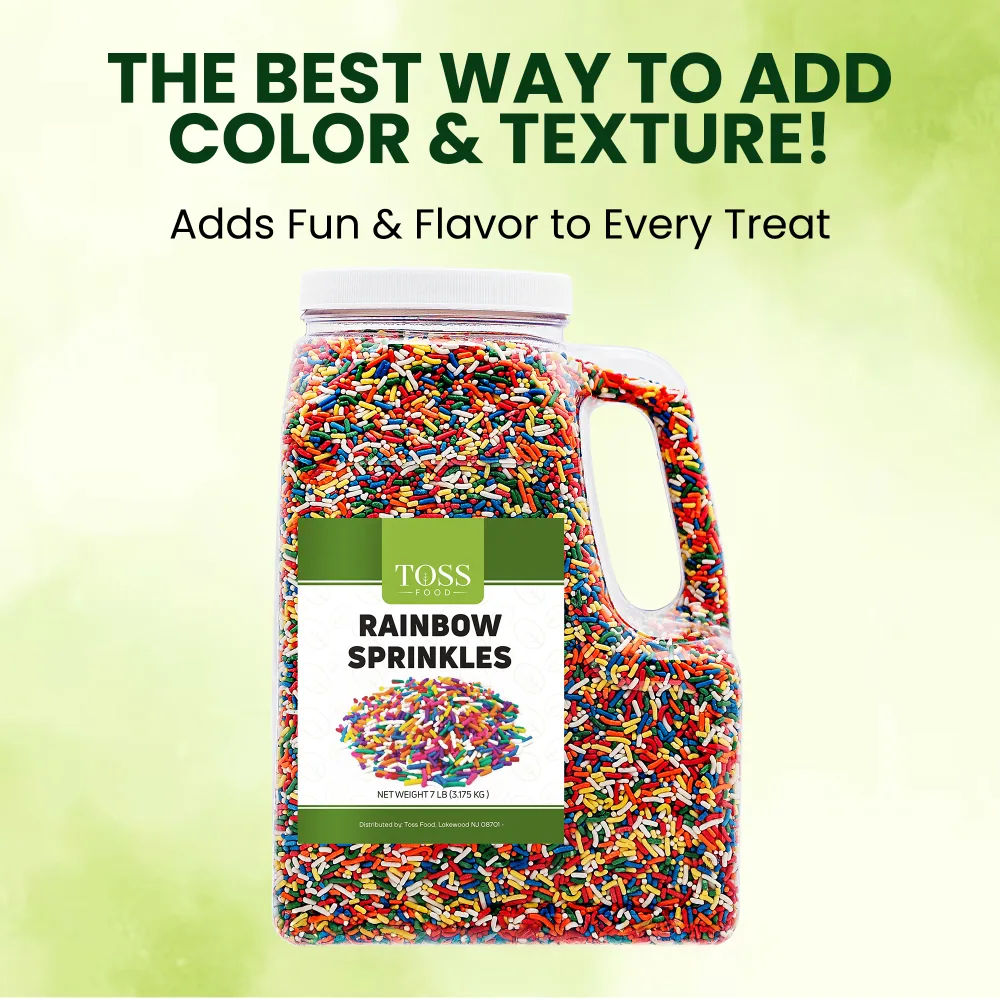 THE BEST WAY TO ADD
COLOR & TEXTURE!
Adds Fun & Flavor to Every Treat
TOSS
FOOD
RAINBOW
SPRINKLES
NET WEIGHT 7 LB (3.175 KG )
Distributed by: Toss Food, Lakewood NJ 08701 -